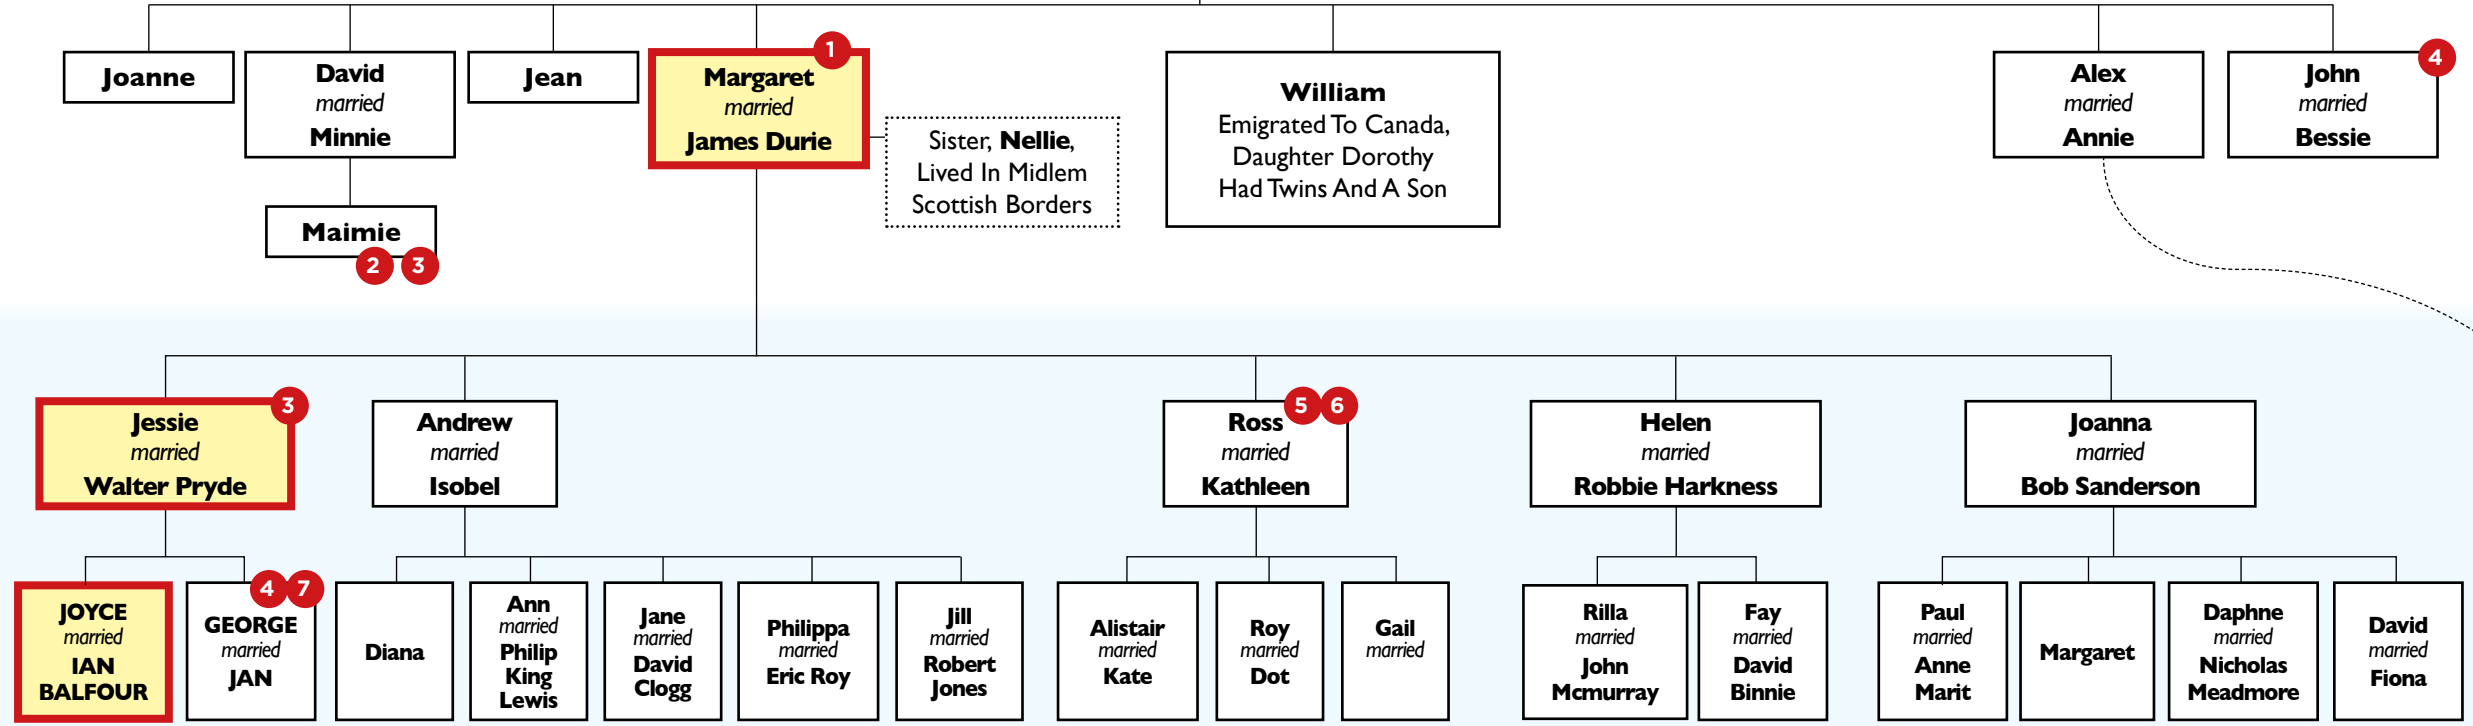 Joanne
David
married
Minnie
Jean
1
Margaret
married
James Durie
Sister, Nellie,
Lived In Midlem
Scottish Borders
William
Emigrated To Canada,
Daughter Dorothy
Had Twins And A Son
Alex
married
Annie
4
John
married
Bessie
Maimie
2 3
3
Jessie
married
Walter Pryde
Andrew
married
Isobel
5 6
Ross
married
Kathleen
Helen
married
Robbie Harkness
Joanna
married
Bob Sanderson
JOYCE
married
IAN
BALFOUR
4 7
GEORGE
married
JAN
Diana
Ann
married
Philip
King
Lewis
Jane
married
David
Clogg
Philippa
married
Eric Roy
Jill
married
Robert
Jones
Alistair
married
Kate
Roy
married
Dot
Gail
married
Rilla
married
John
Mcmurray
Fay
married
David
Binnie
Paul
married
Anne
Marit
Margaret
Daphne
married
Nicholas
Meadmore
David
married
Fiona